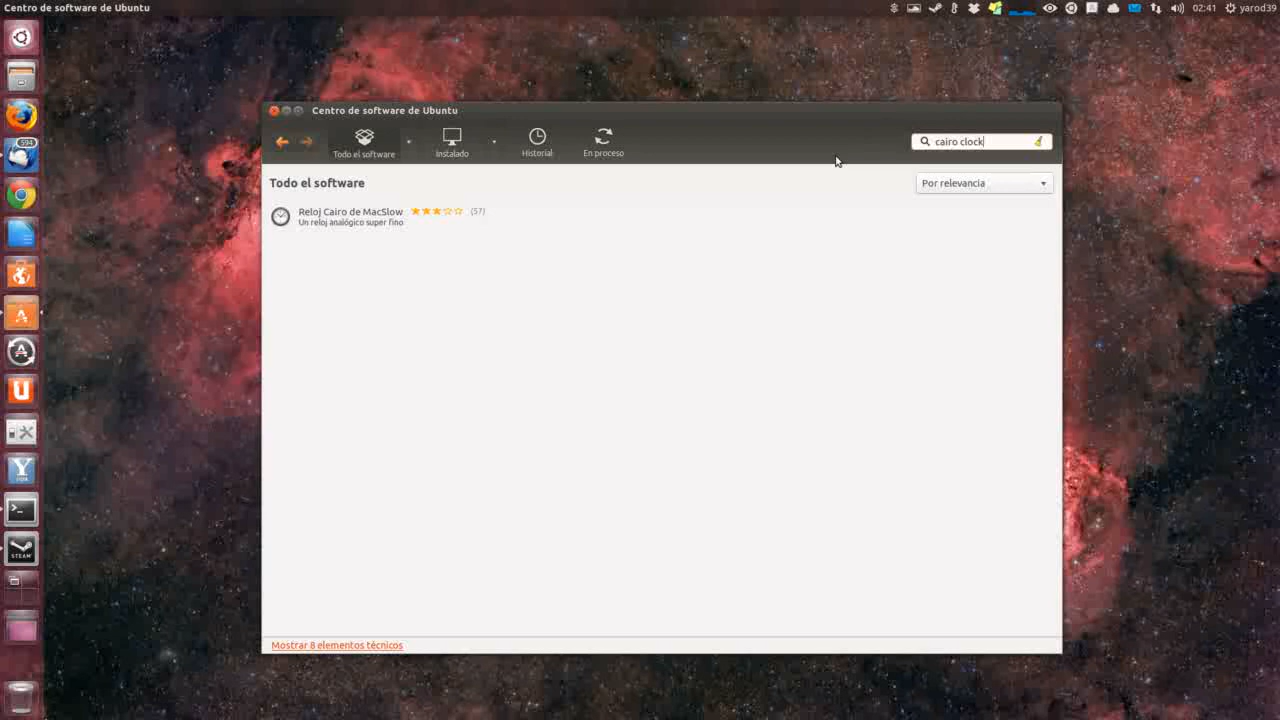 Centro de software de Ubuntu
02:41
yarod39
Centro de software de Ubuntu
Todo el software
Instalado
Historial
En proceso
cairo clock
Todo el software
Por relevancia
Reloj Cairo de MacSlow (57)
Un reloj analógico super fino
594
STEAM
Mostrar 8 elementos técnicos